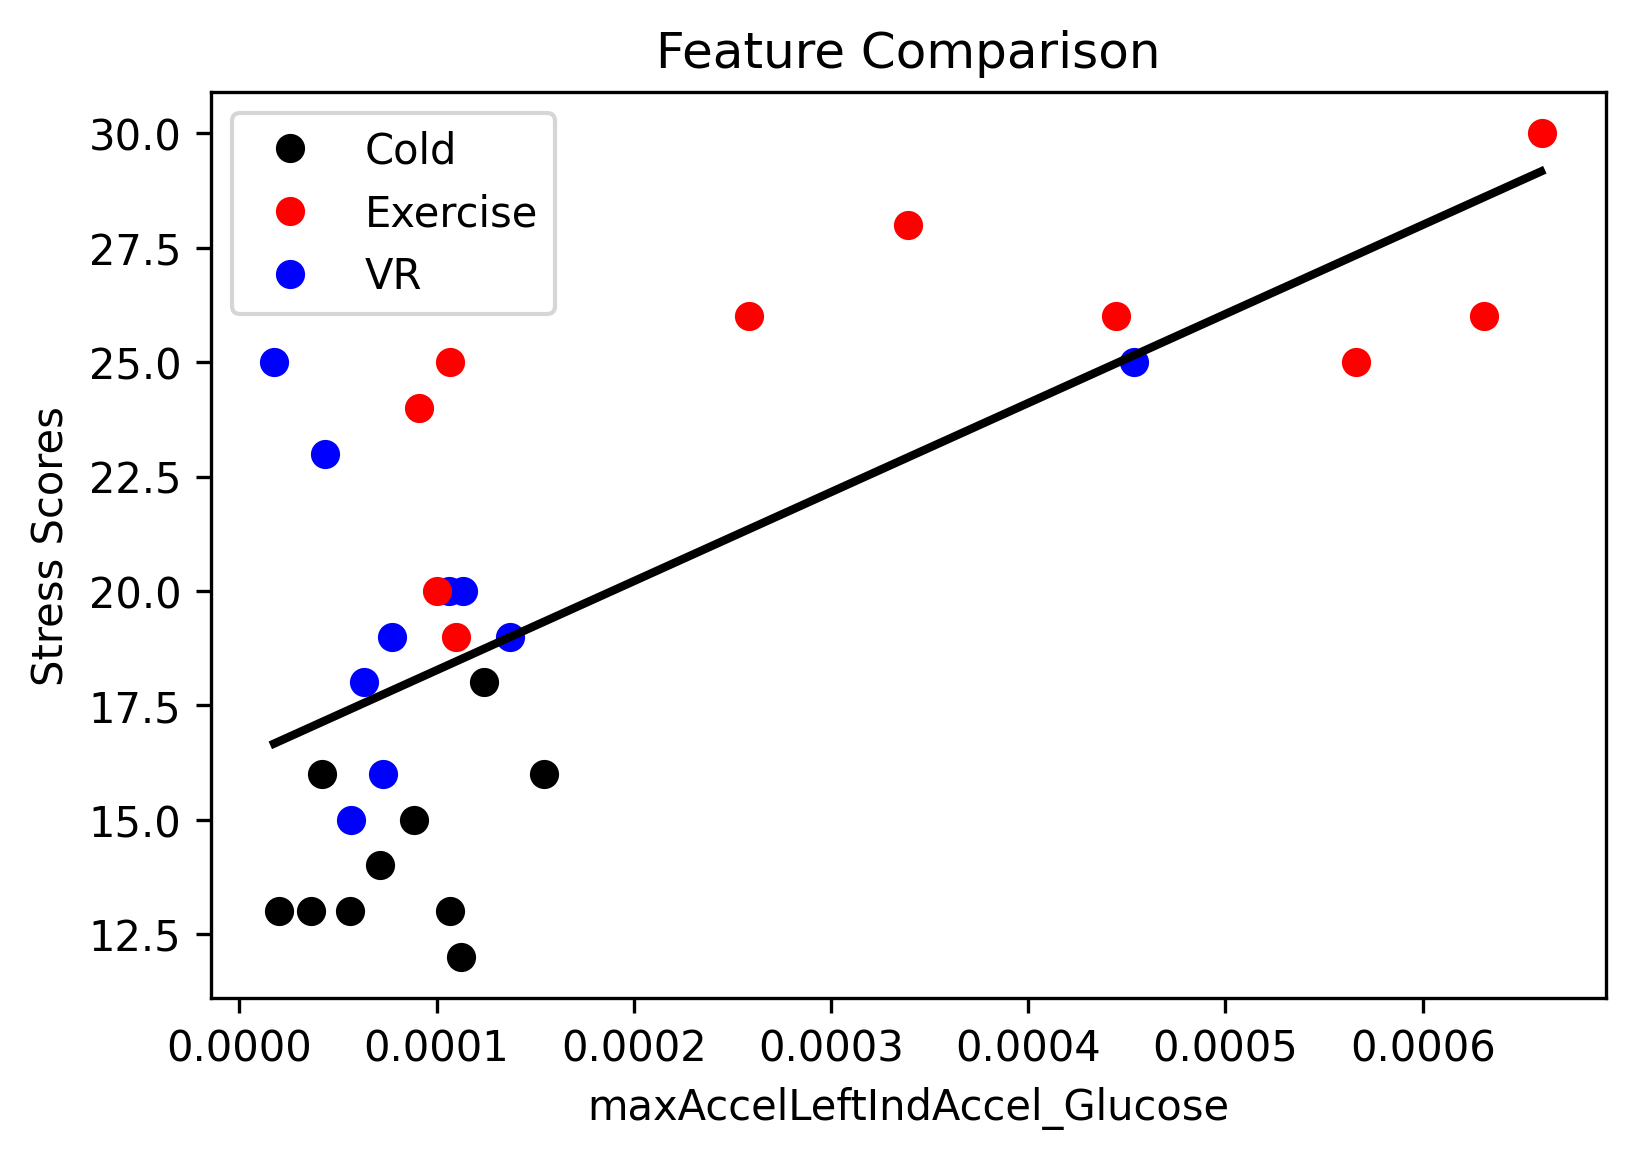 Feature Comparison
Cold
Exercise
VR
30.0
27.5
25.0
22.5
20.0
17.5
15.0
12.5
Stress Scores
0.0000 0.0001 0.0002 0.0003 0.0004 0.0005 0.0006
maxAccelLeftIndAccel_Glucose